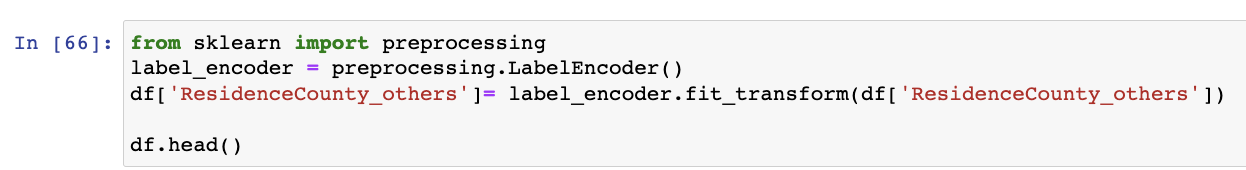 In [66]: from sklearn import preprocessing
label_encoder = preprocessing.LabelEncoder()
df['ResidenceCounty_others']= label_encoder.fit_transform(df['ResidenceCounty_others'])
df.head()